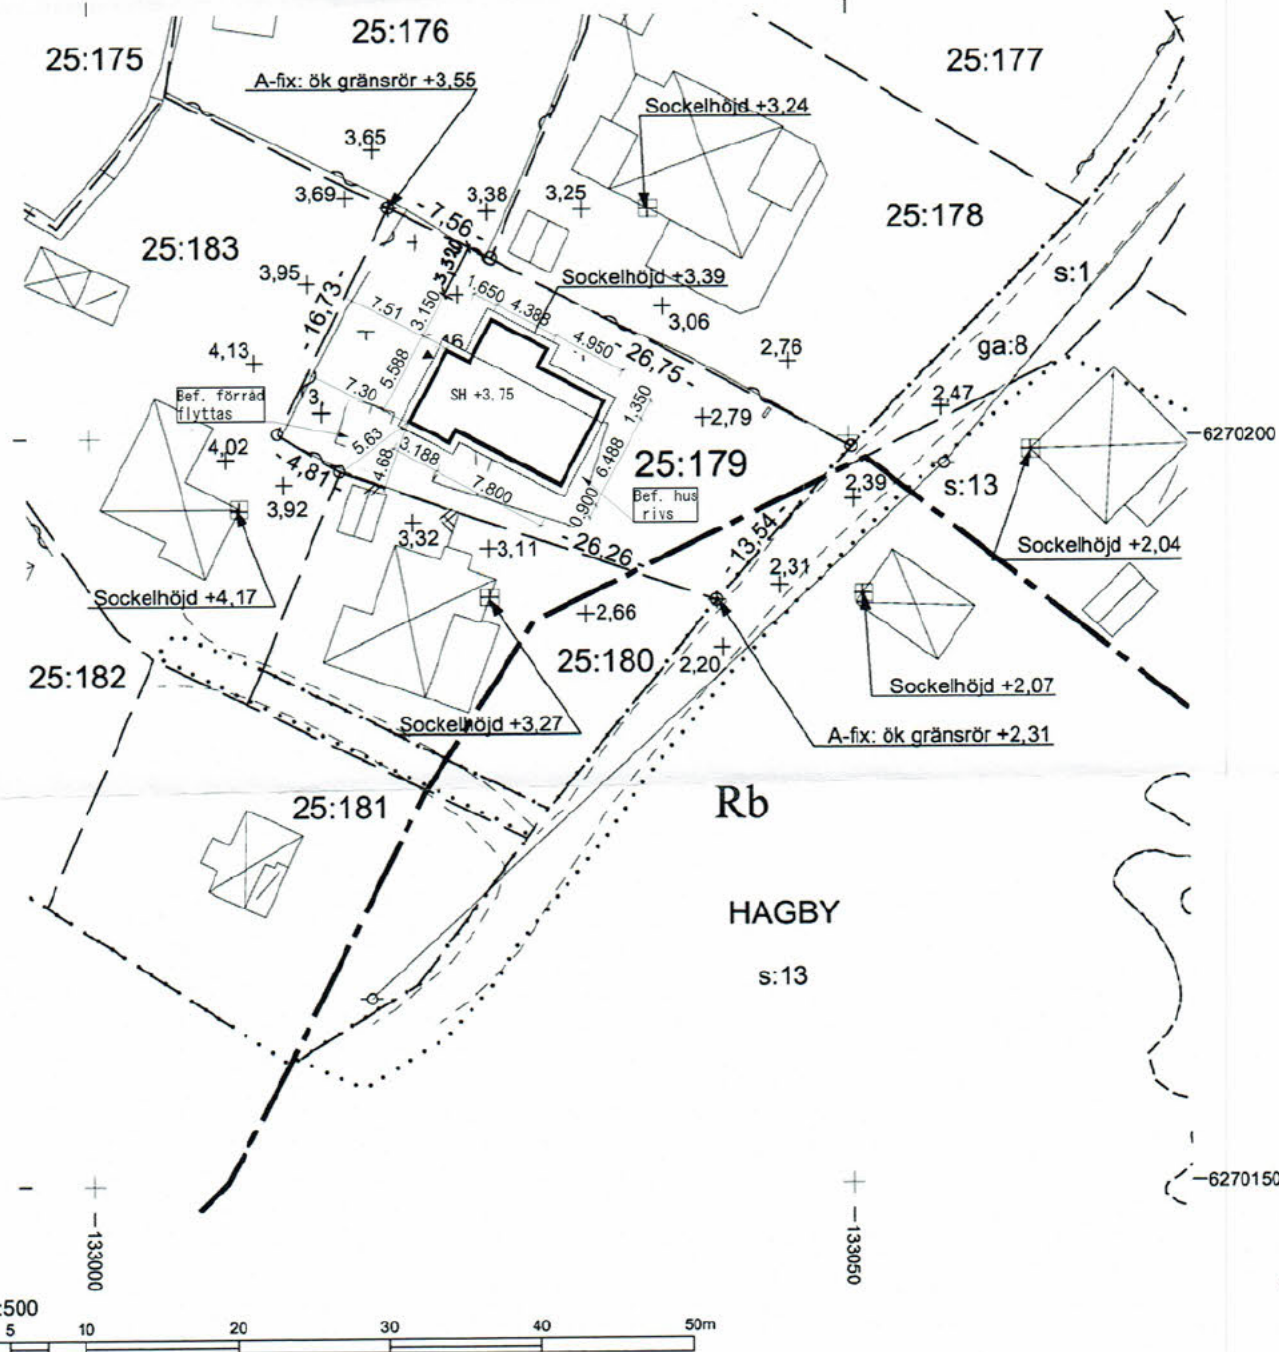 25:175
25:176
25:177
A-fix: ök gränsrör +3,55
Sockelhöjd +3,24
3,65
3,69
3,38
3,25
- 7,56 -
25:178
25:183
3.320
Sockelhöjd +3,39
s:1
3,95
- 16,73 -
7.51
3.150
1.650
4.388
3,06
4.950
- 26,75 -
2,76
ga:8
4,13
5.588
SH +3.75
7.30
Bef. förråd
flyttas
1.350
2,79
2,47
6270200
4,02
5.63
3.188
4.68
6.488
25:179
- 4,81 -
7.800
0.900
Bef. hus
rivs
2,39
s:13
3,92
3,32
3,11
- 26,26 -
- 13,54 -
2,31
Sockelhöjd +2,04
Sockelhöjd +4,17
2,66
25:180
2,20
25:182
Sockelhöjd +2,07
Sockelhöjd +3,27
A-fix: ök gränsrör +2,31
25:181
Rb
HAGBY
s:13
6270150
133000
133050
:500
5 10 20 30 40 50m